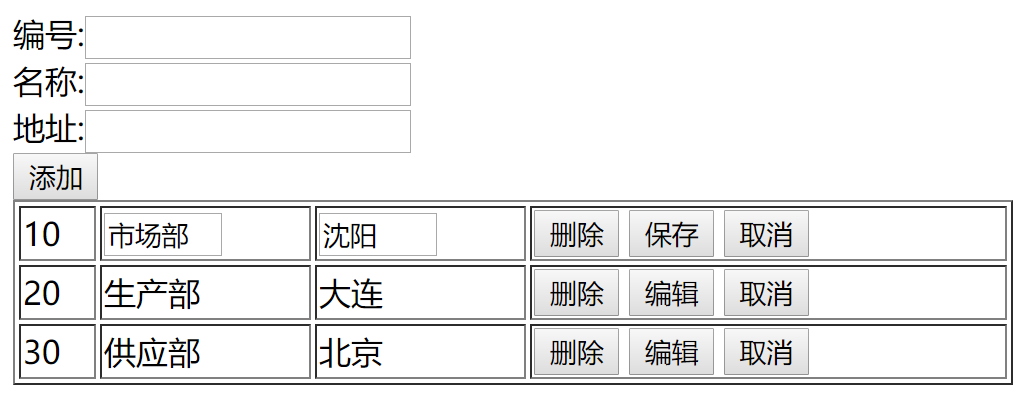 编号:
名称:
地址:
添加
10 市场部 沈阳 删除 保存 取消
20 生产部 大连 删除 编辑 取消
30 供应部 北京 删除 编辑 取消